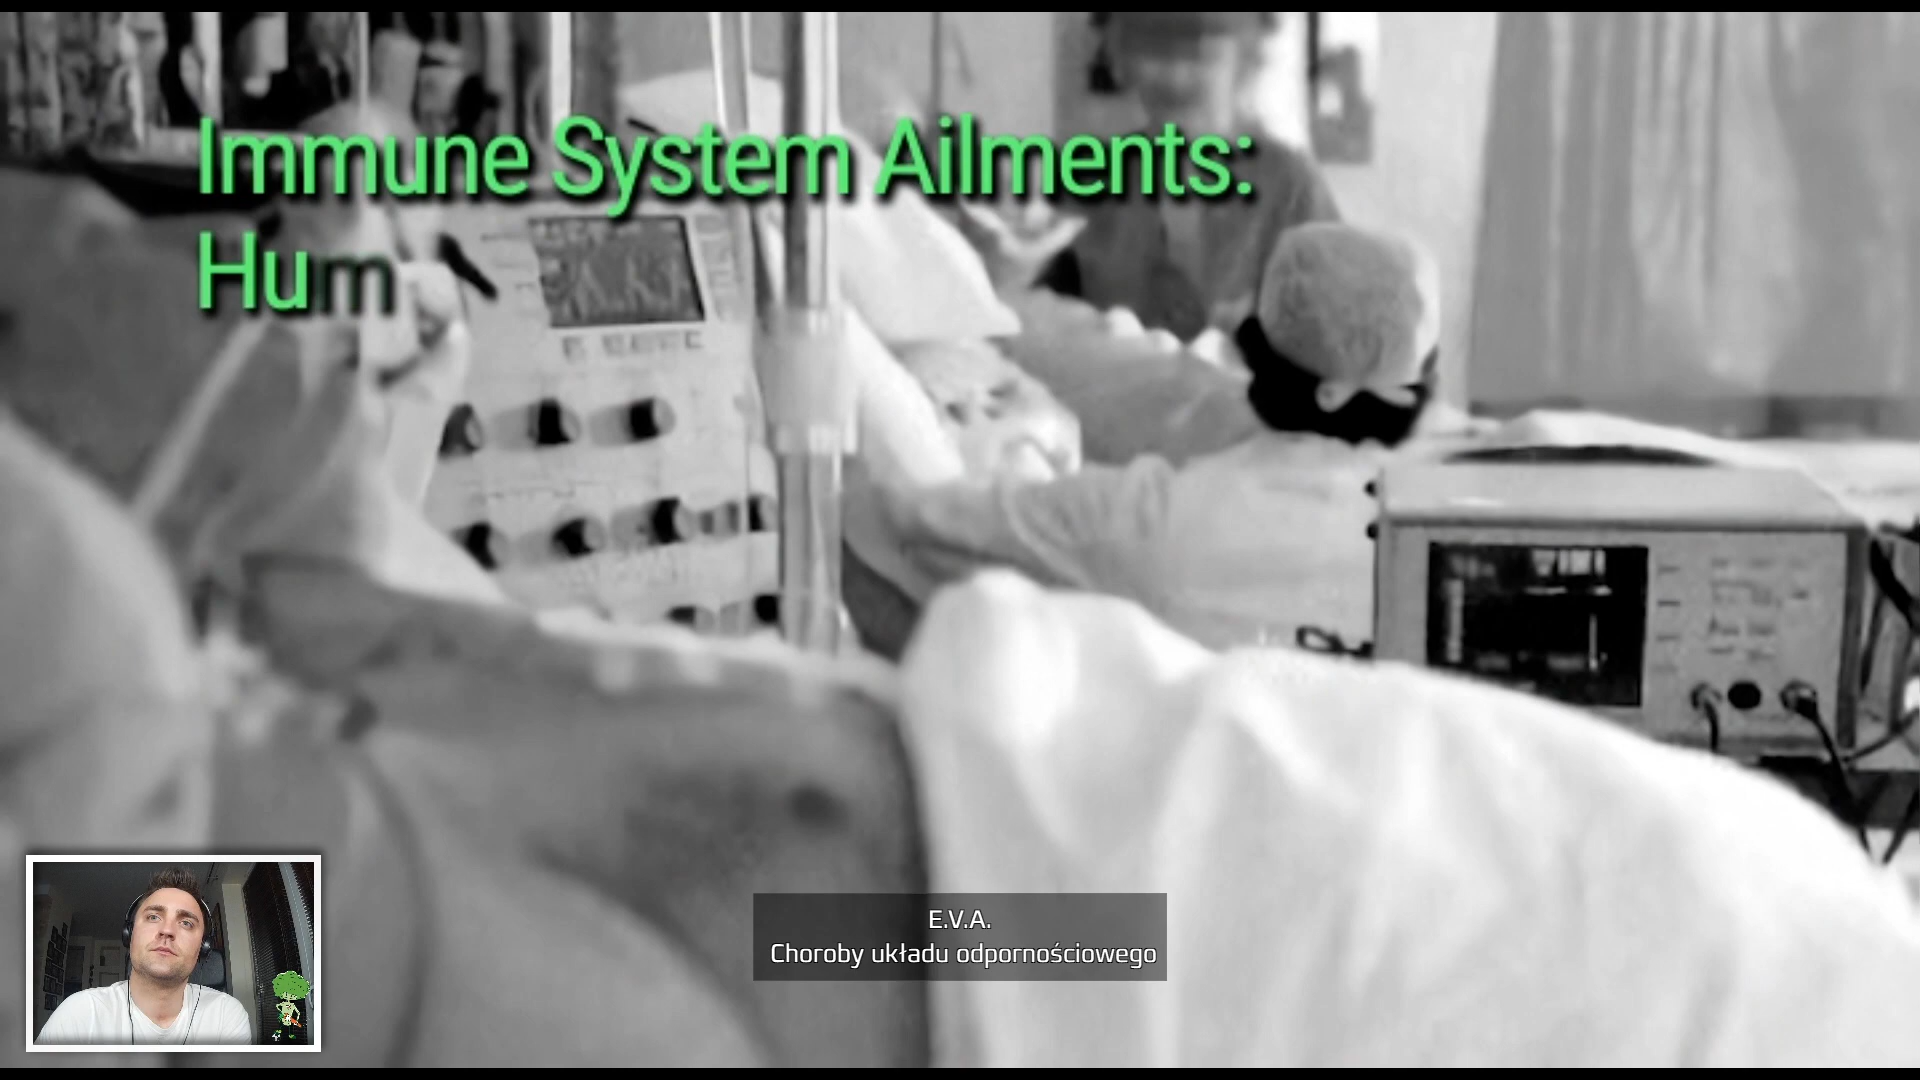 Immune System Ailments:
Hum
E.V.A.
Choroby układu odpornościowego